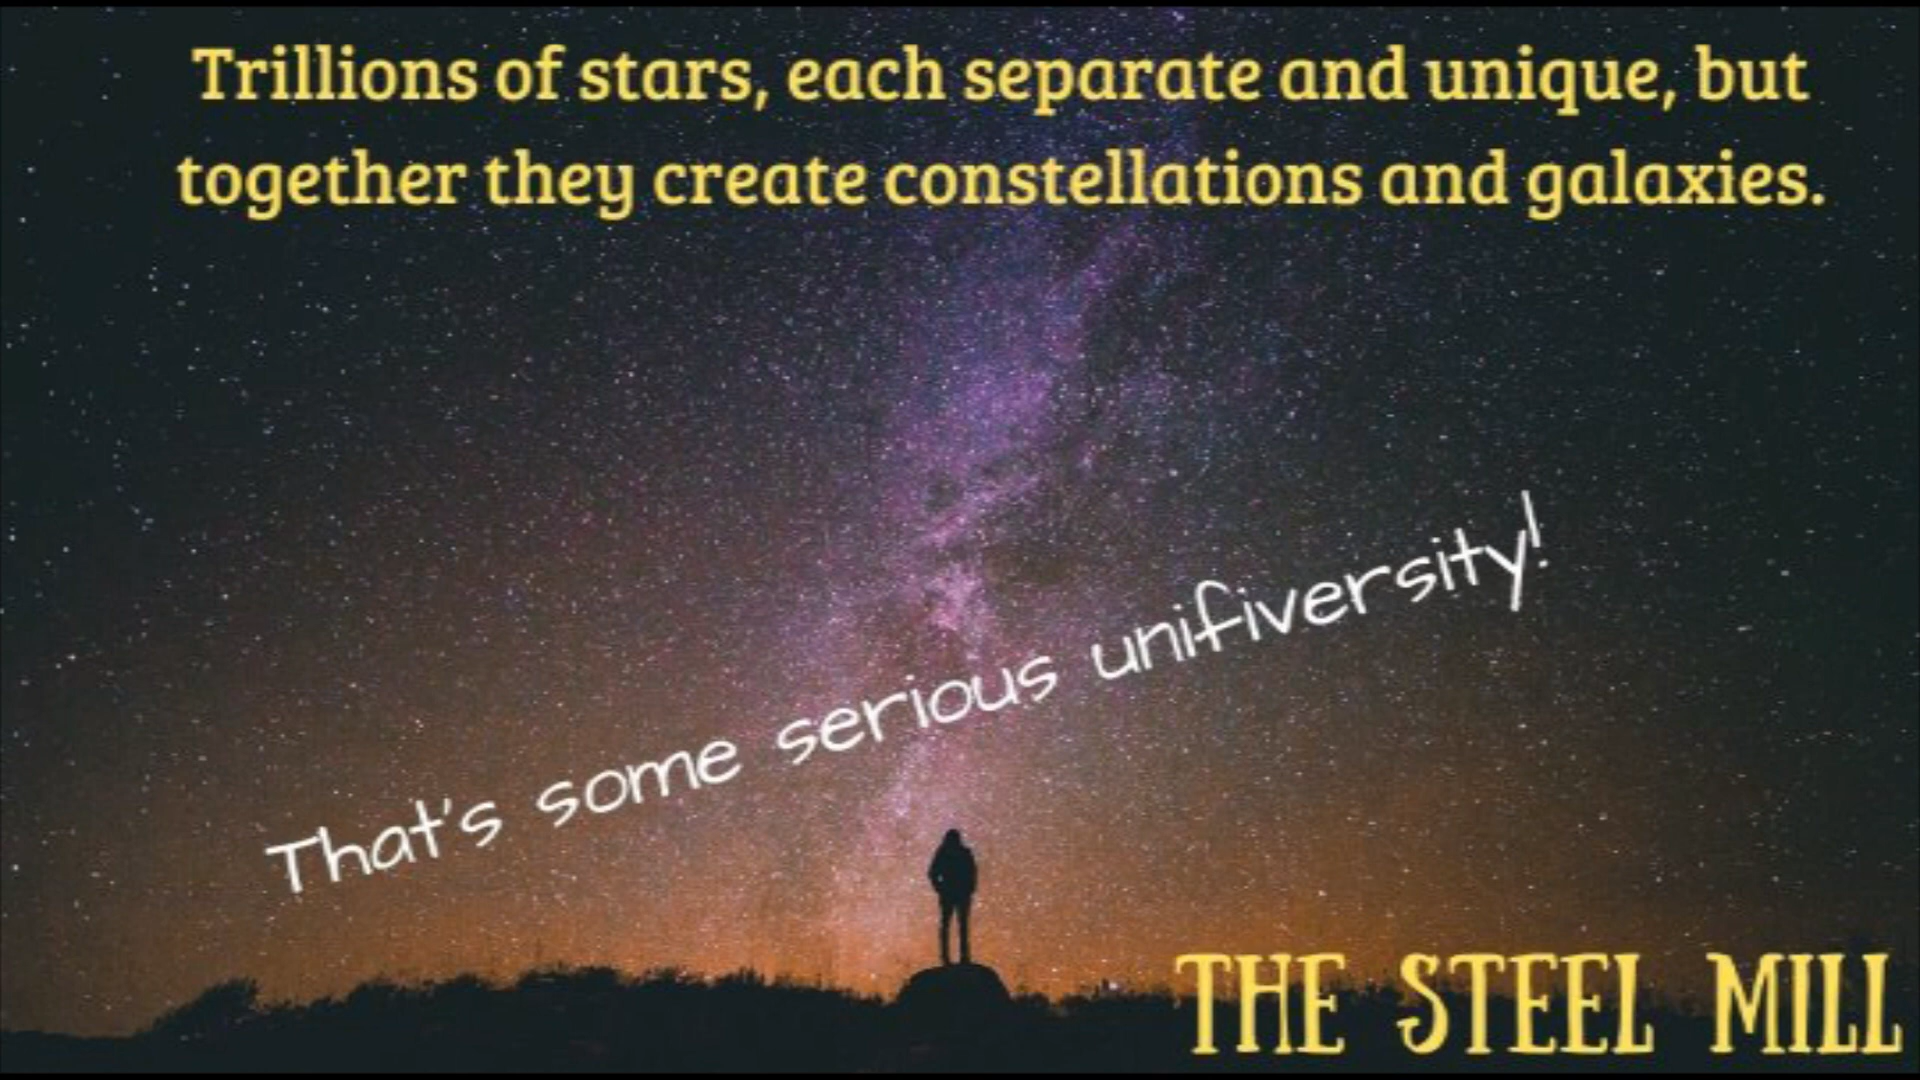 Trillions of stars, each separate and unique, but
together they create constellations and galaxies.
That's some serious unifiversity!
THE STEEL MILL